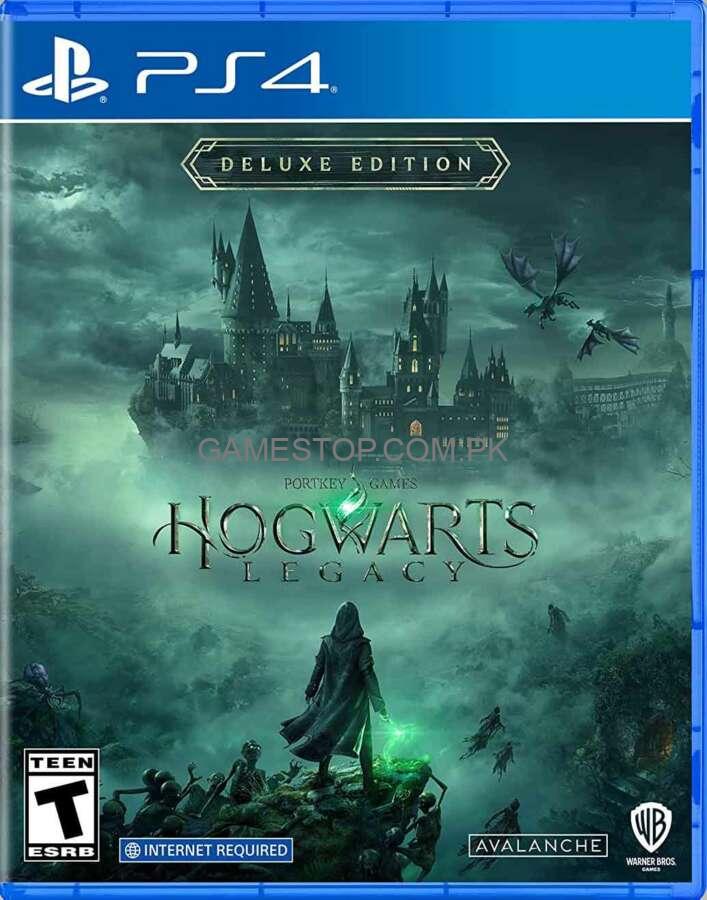 PS4
DELUXE EDITION
GAMESTOP.COM.PK
PORTKEY GAMES
HOGWARTS
LEGACY
TEEN
T
ESRB
INTERNET REQUIRED
AVALANCHE
WB
WARNER BROS.
GAMES